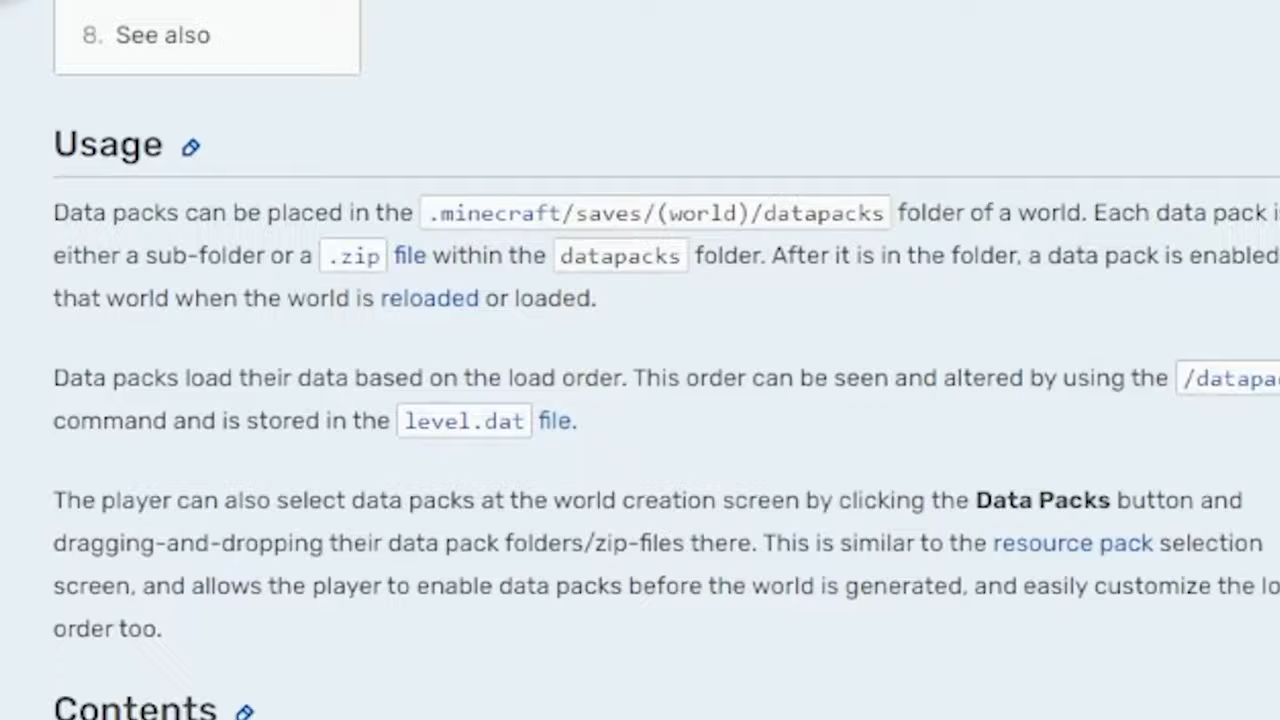 8. See also
Usage
Data packs can be placed in the .minecraft/saves/(world)/datapacks folder of a world. Each data pack
either a sub-folder or a .zip file within the datapacks folder. After it is in the folder, a data pack is enabled
that world when the world is reloaded or loaded.
Data packs load their data based on the load order. This order can be seen and altered by using the
command and is stored in the level.dat file.
The player can also select data packs at the world creation screen by clicking the Data Packs button and
dragging-and-dropping their data pack folders/zip-files there. This is similar to the resource pack selection
screen, and allows the player to enable data packs before the world is generated, and easily customize the
order too.
Contents